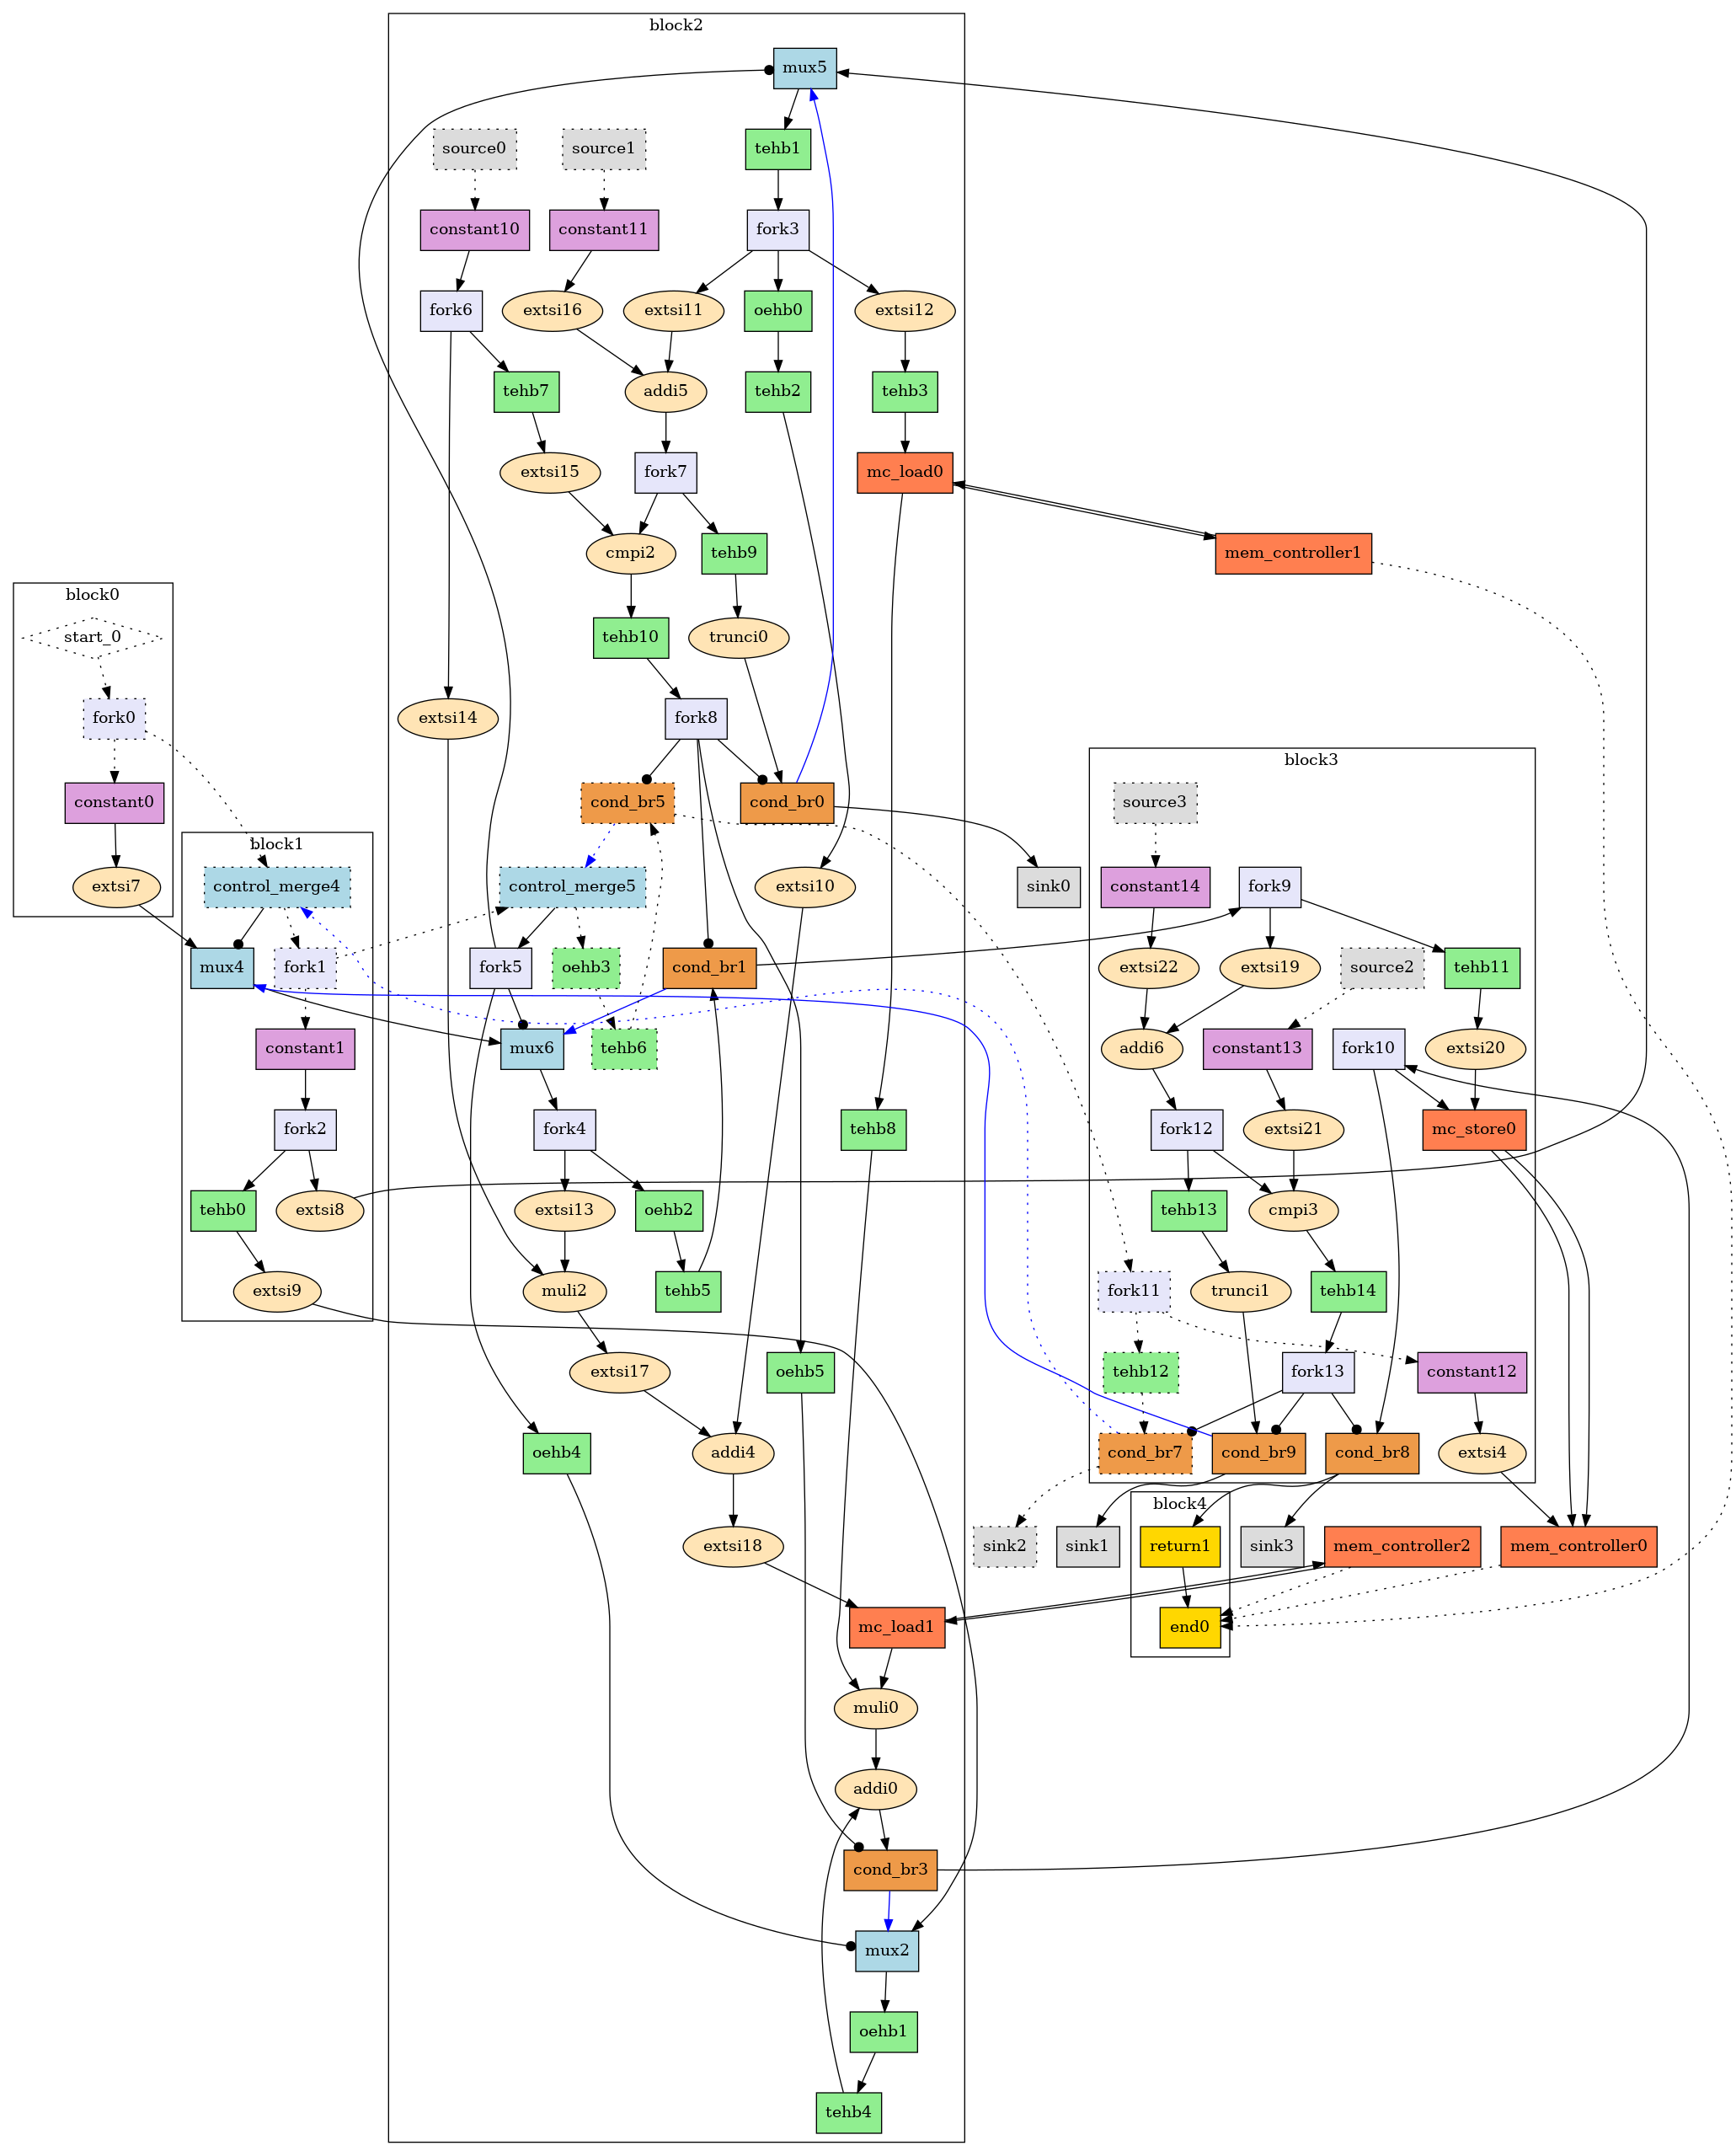 block2
mux5
source0
source1
tehb1
constant10
constant11
fork3
fork6
extsi16
extsi11
oehb0
extsi12
tehb7
addi5
tehb2
tehb3
extsi15
fork7
mc_load0
cmpi2
tehb9
mem_controller1
block0
start_0
tehb10
trunci0
fork0
extsi14
fork8
block3
constant0
cond_br5
cond_br0
source3
block1
extsi7
control_merge4
control_merge5
extsi10
sink0
constant14
fork9
mux4
fork1
fork5
oehb3
cond_br1
extsi22
extsi19
source2
tehb11
constant1
mux6
tehb6
addi6
constant13
fork10
extsi20
fork2
fork4
tehb8
fork12
extsi21
mc_store0
tehb0
extsi8
extsi13
oehb2
tehb13
cmpi3
extsi9
muli2
tehb5
fork11
trunci1
tehb14
extsi17
oehb5
tehb12
fork13
constant12
oehb4
addi4
cond_br7
cond_br9
cond_br8
extsi4
block4
extsi18
sink2
sink1
return1
sink3
mem_controller2
mem_controller0
mc_load1
end0
muli0
addi0
cond_br3
mux2
oehb1
tehb4